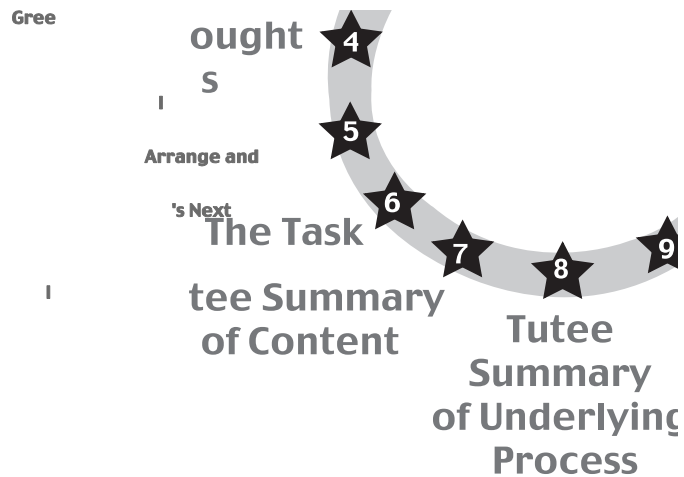 Gree
ought
s
4
I
5
Arrange and
's Next
6
The Task
7
8
9
I
tee Summary
of Content
Tutee
Summary
of Underlying
Process